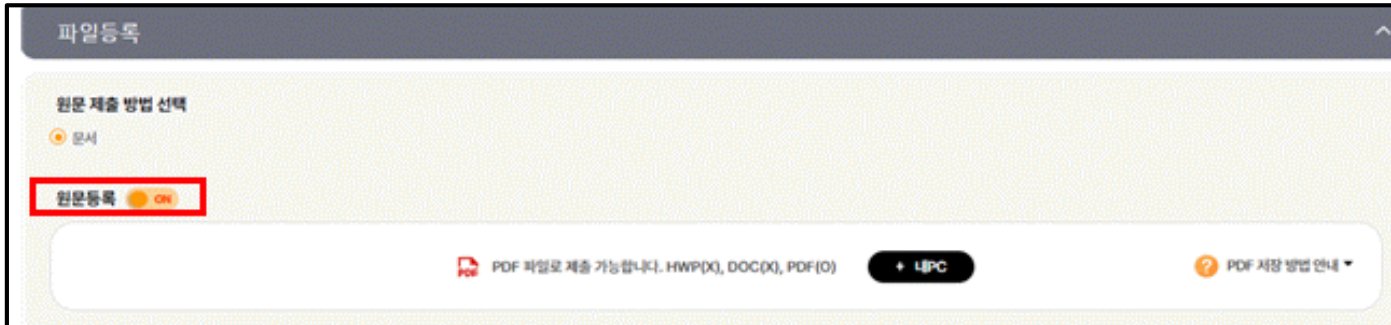 파일등록
원문 제출 방법 선택
문서
원문등록 ON
PDF PDF 파일로 제출 가능합니다. HWP(X), DOC(X), PDF(O) + 내PC ? PDF 저장 방법 안내